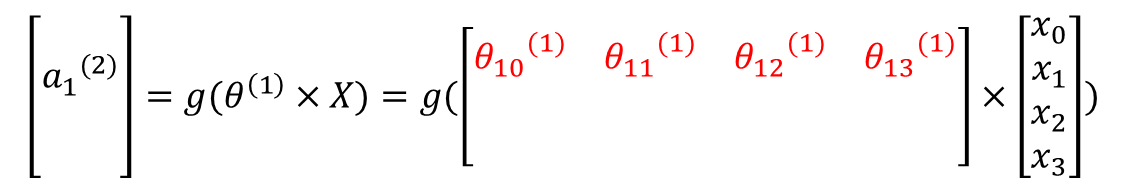 [a₁⁽²⁾] = g(θ⁽¹⁾ × X) = g([θ₁₀⁽¹⁾ θ₁₁⁽¹⁾ θ₁₂⁽¹⁾ θ₁₃⁽¹⁾] × [x₀ x₁ x₂ x₃])